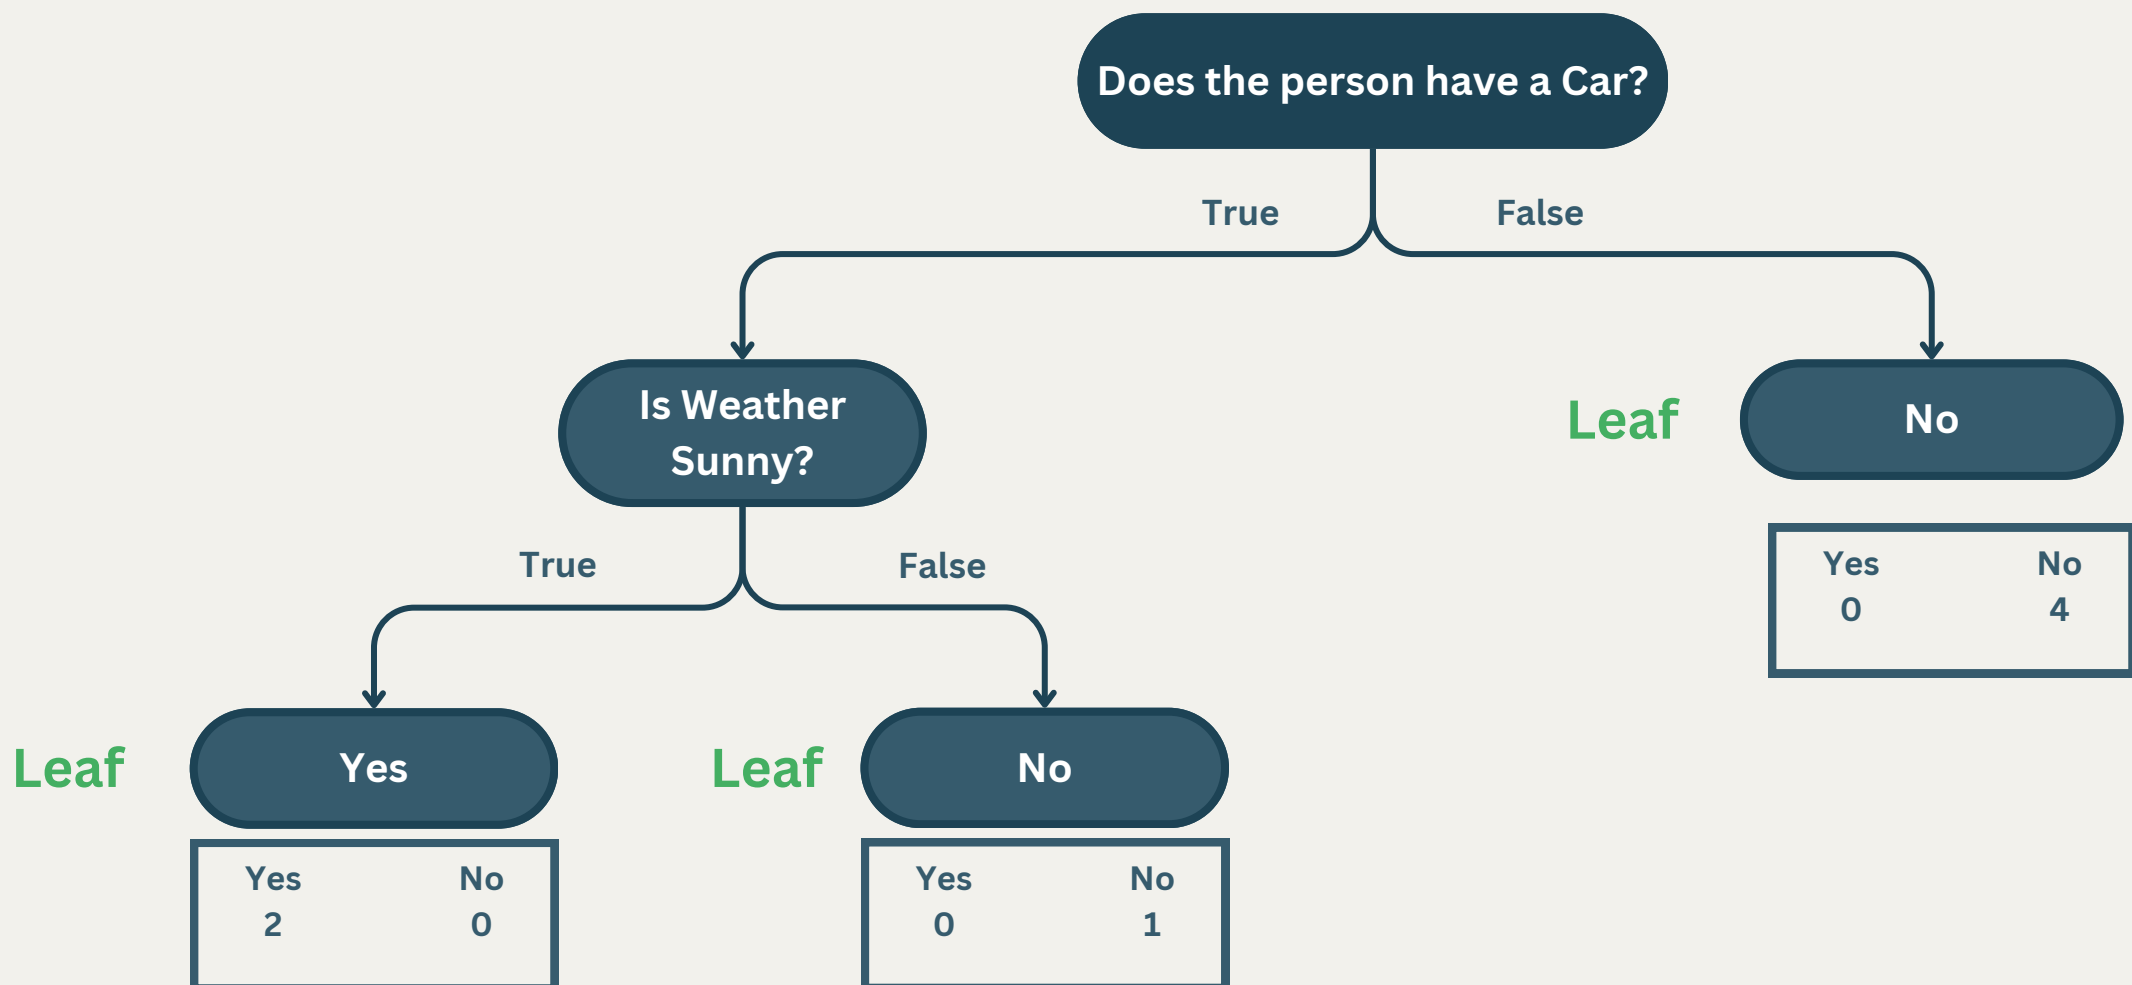 Does the person have a Car?
True
False
Is Weather
Sunny?
Leaf
No
True
False
Yes No
0 4
Leaf
Yes
Leaf
No
Yes No
2 0
Yes No
0 1